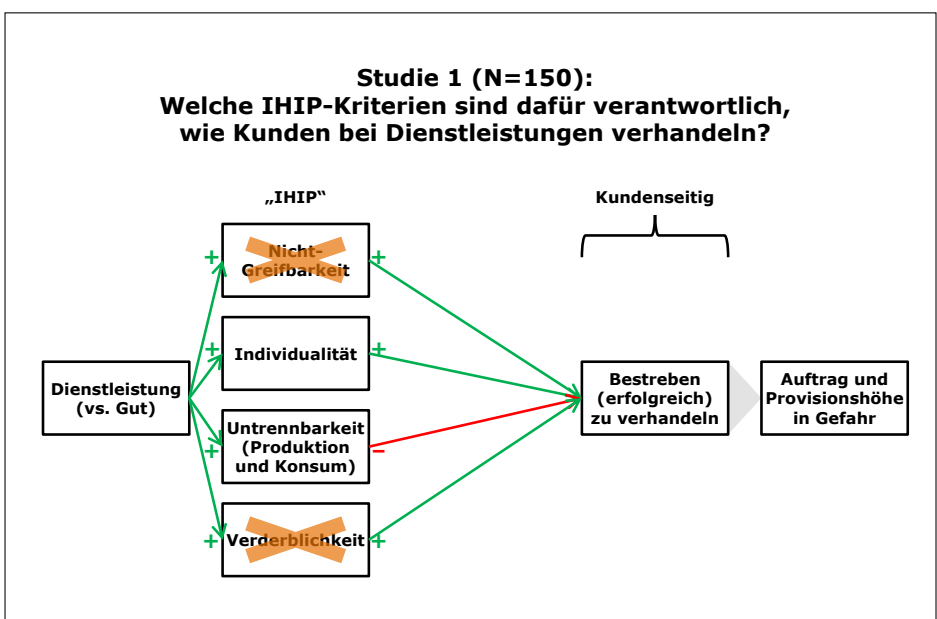 Studie 1 (N=150):
Welche IHIP-Kriterien sind dafür verantwortlich,
wie Kunden bei Dienstleistungen verhandeln?
„IHIP“
Kundenseitig
+
Nicht-
Greifbarkeit
+
+
Individualität
+
Dienstleistung
(vs. Gut)
Bestreben
(erfolgreich)
zu verhandeln
Auftrag und
Provisionshöhe
in Gefahr
+
Untrennbarkeit
(Produktion
und Konsum)
–
+
Verderblichkeit
+